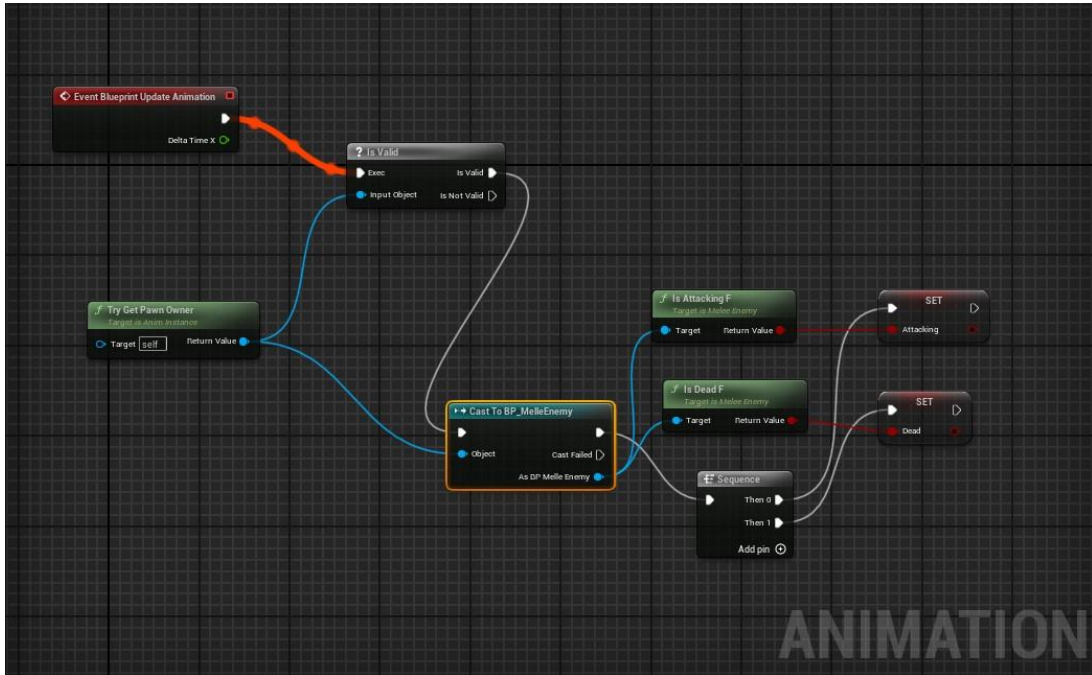 Event Blueprint Update Animation
Delta Time X
? Is Valid
Exec
Is Valid
Input Object
Is Not Valid
f Try Get Pawn Owner
Target is Anim Instance
Target self
Return Value
Cast To BP_MelleEnemy
Object
Cast Failed
As BP Melle Enemy
f Is Attacking F
Target is Melee Enemy
Target
Return Value
SET
Attacking
f Is Dead F
Target is Melee Enemy
Target
Return Value
SET
Dead
Sequence
Then 0
Then 1
Add pin
ANIMATION